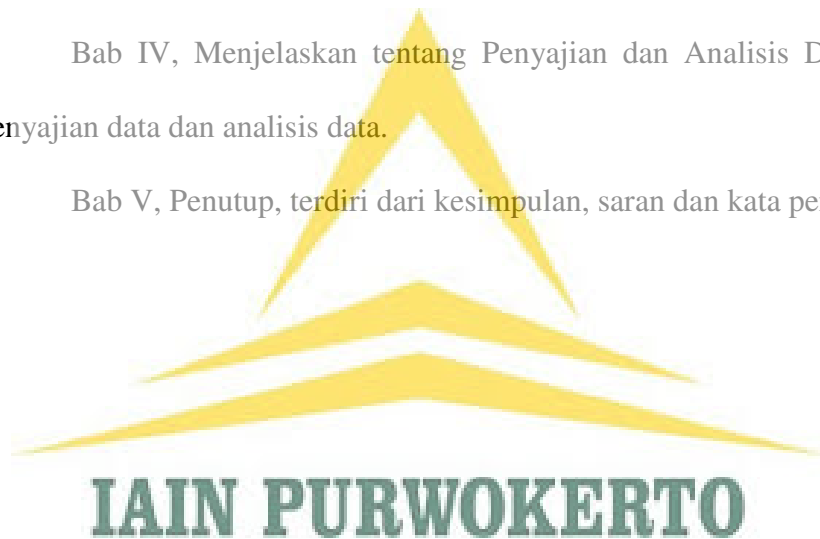 Bab IV, Menjelaskan tentang Penyajian dan Analisis D
enyajian data dan analisis data.
Bab V, Penutup, terdiri dari kesimpulan, saran dan kata pe
IAIN PURWOKERTO